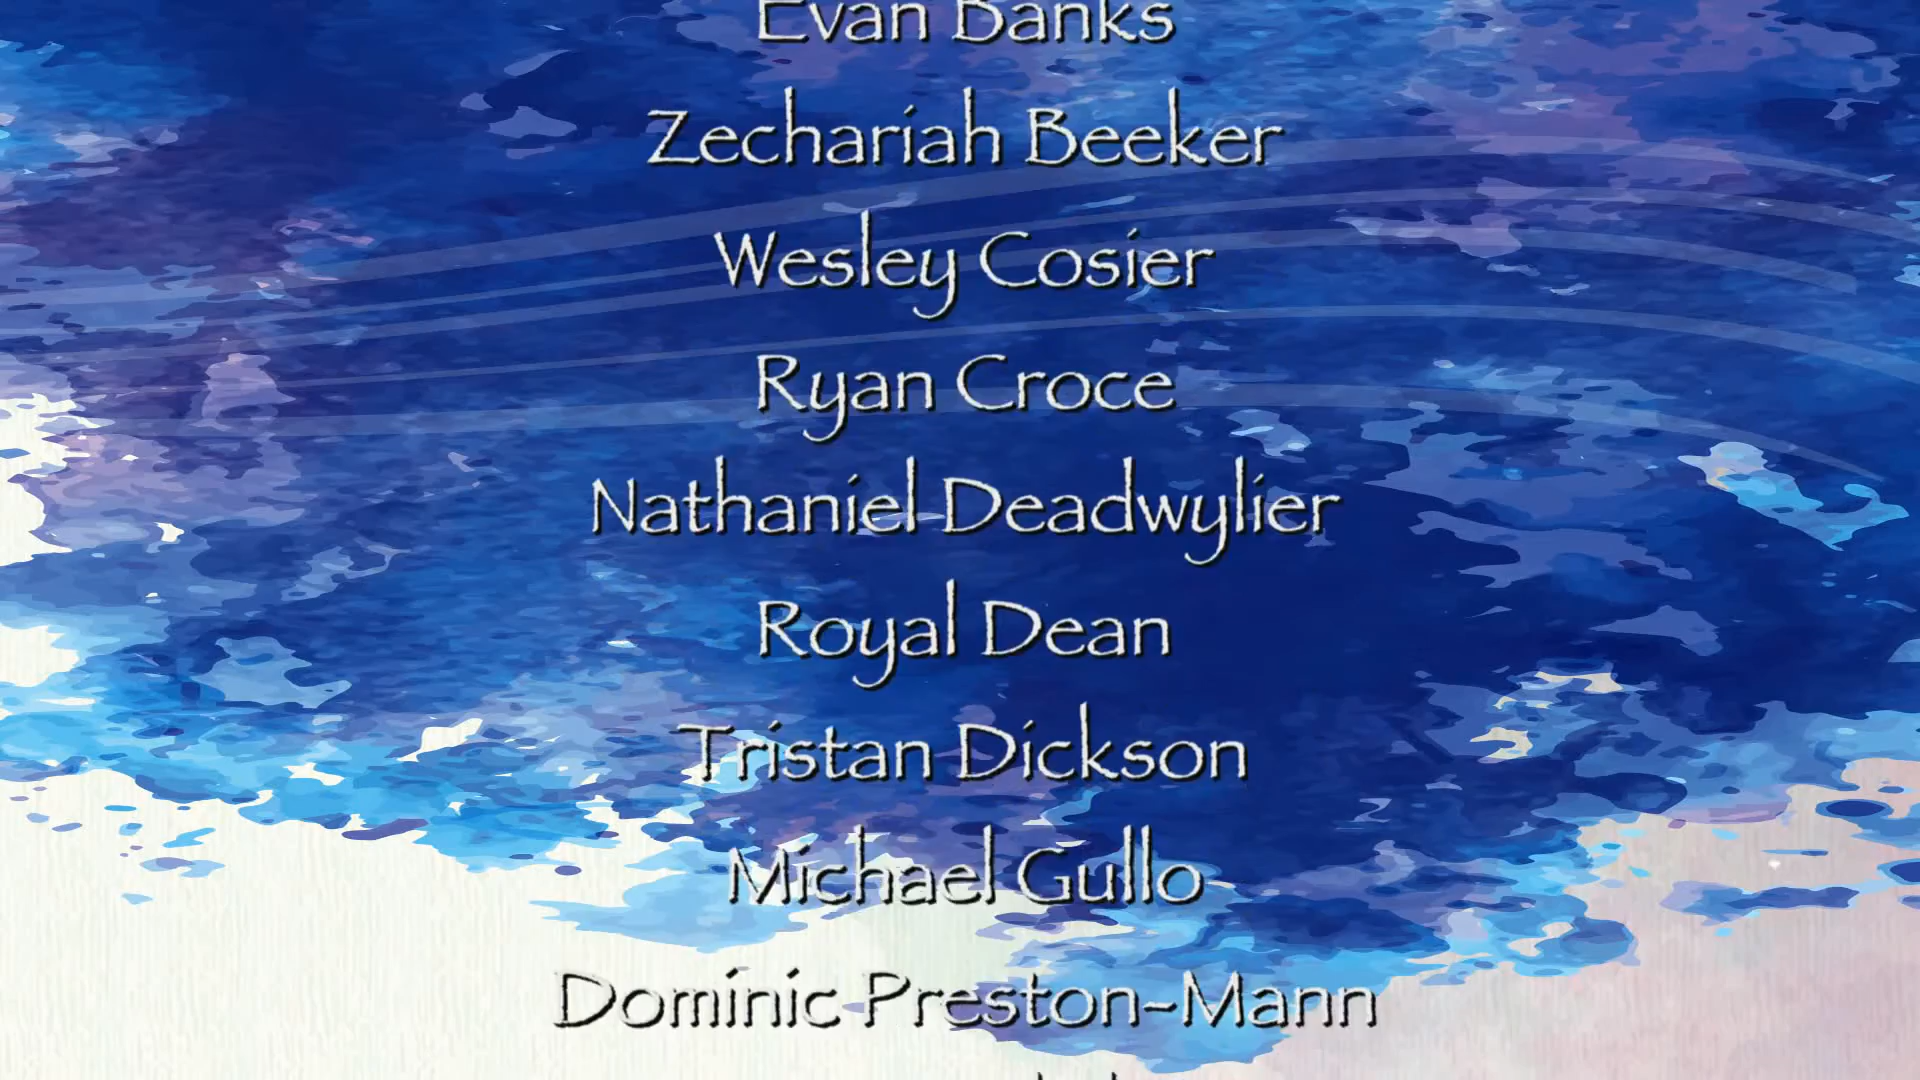 Evan Banks
Zechariah Beeker
Wesley Cosier
Ryan Croce
Nathaniel Deadwylier
Royal Dean
Tristan Dickson
Michael Gullo
Dominic Preston-Mann